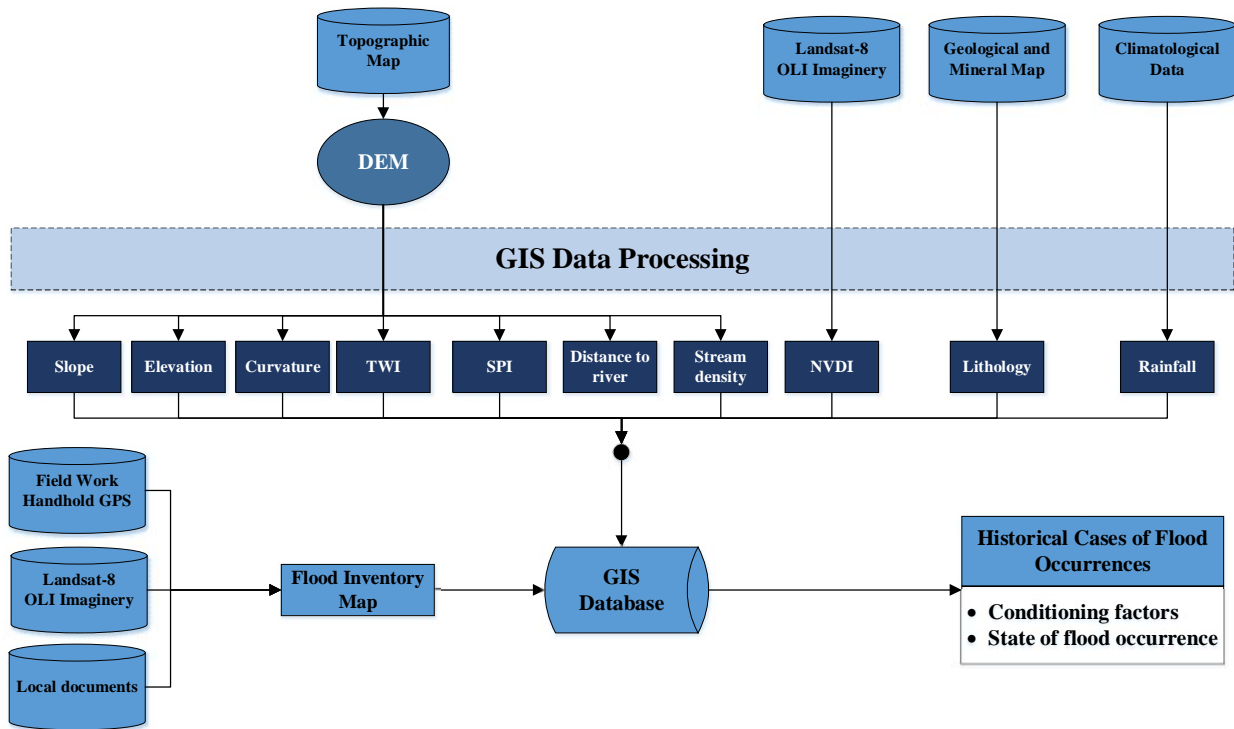 Topographic
Map
Landsat-8
OLI Imaginery
Geological and
Mineral Map
Climatological
Data
DEM
GIS Data Processing
Slope
Elevation
Curvature
TWI
SPI
Distance to
river
Stream
density
NVDI
Lithology
Rainfall
Field Work
Handhold GPS
Landsat-8
OLI Imaginery
Local documents
Flood Inventory
Map
GIS
Database
Historical Cases of Flood
Occurrences
• Conditioning factors
• State of flood occurrence